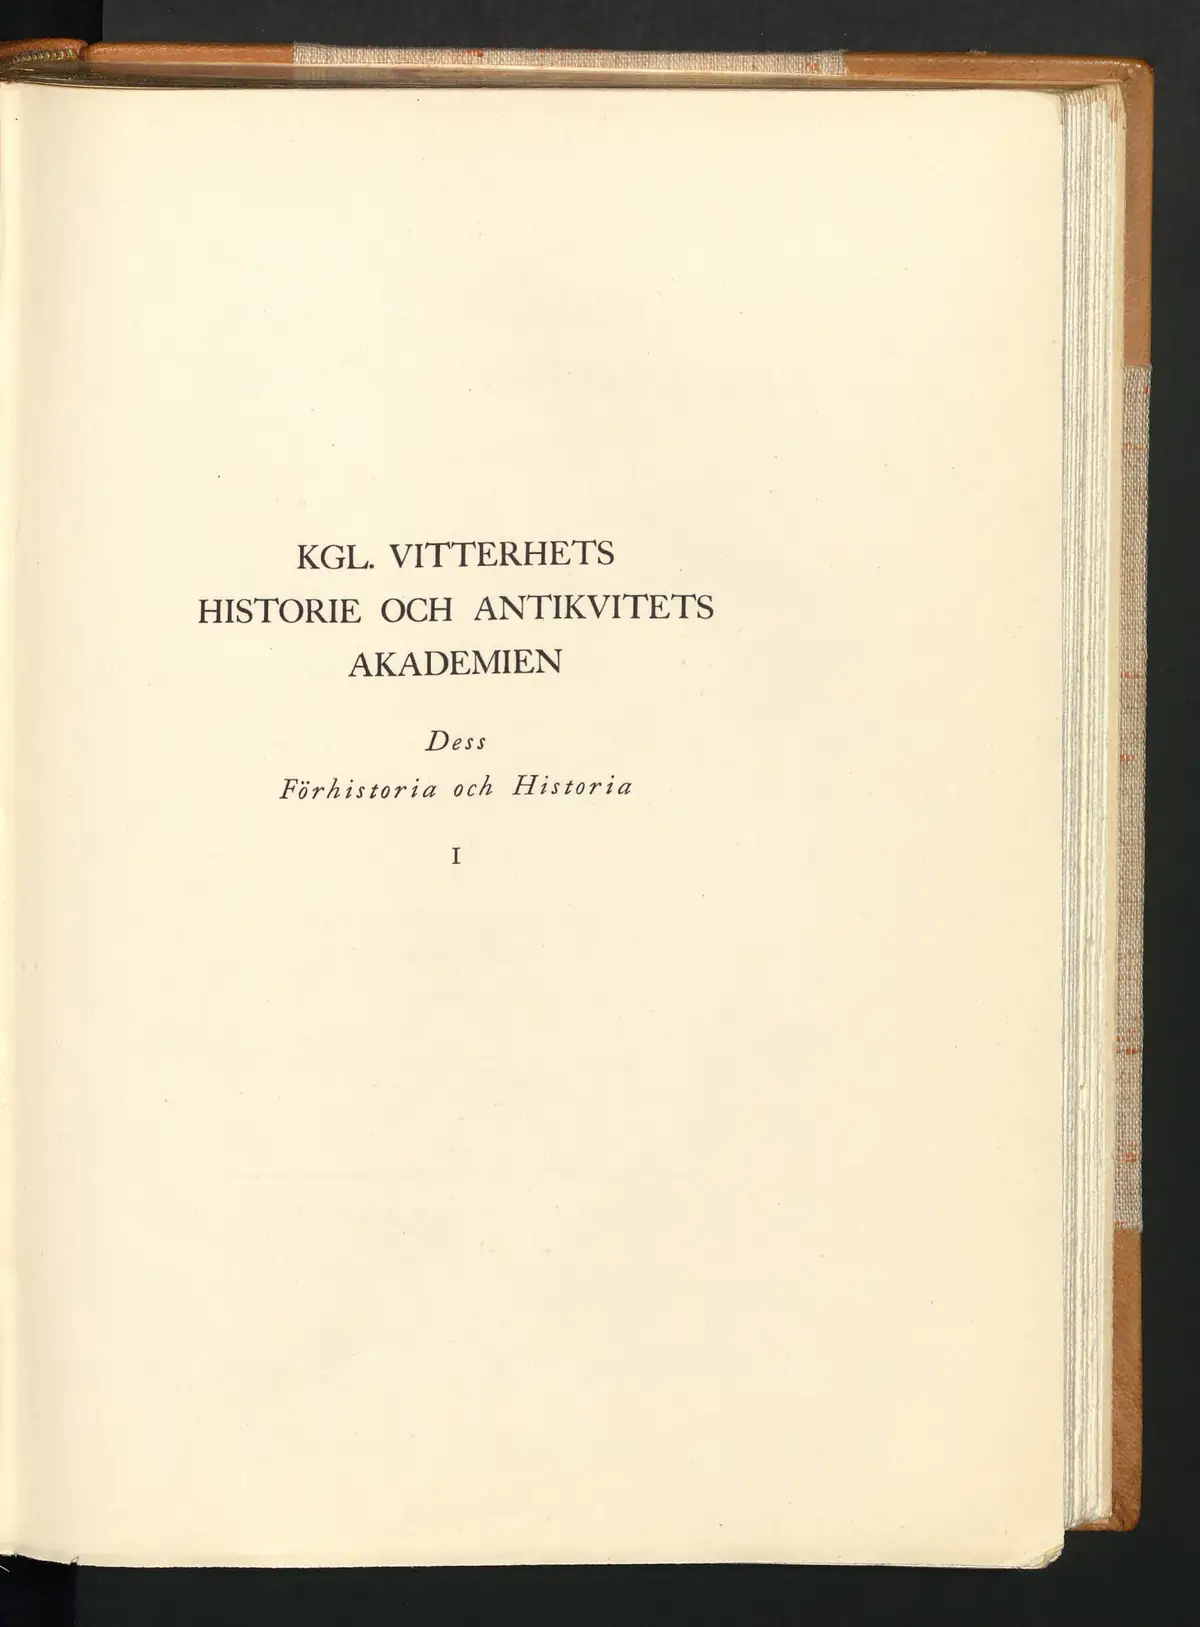 KGL. VITTERHETS
HISTORIE OCH ANTIKVITETS
AKADEMIEN
Dess
Förhistoria och Historia
I